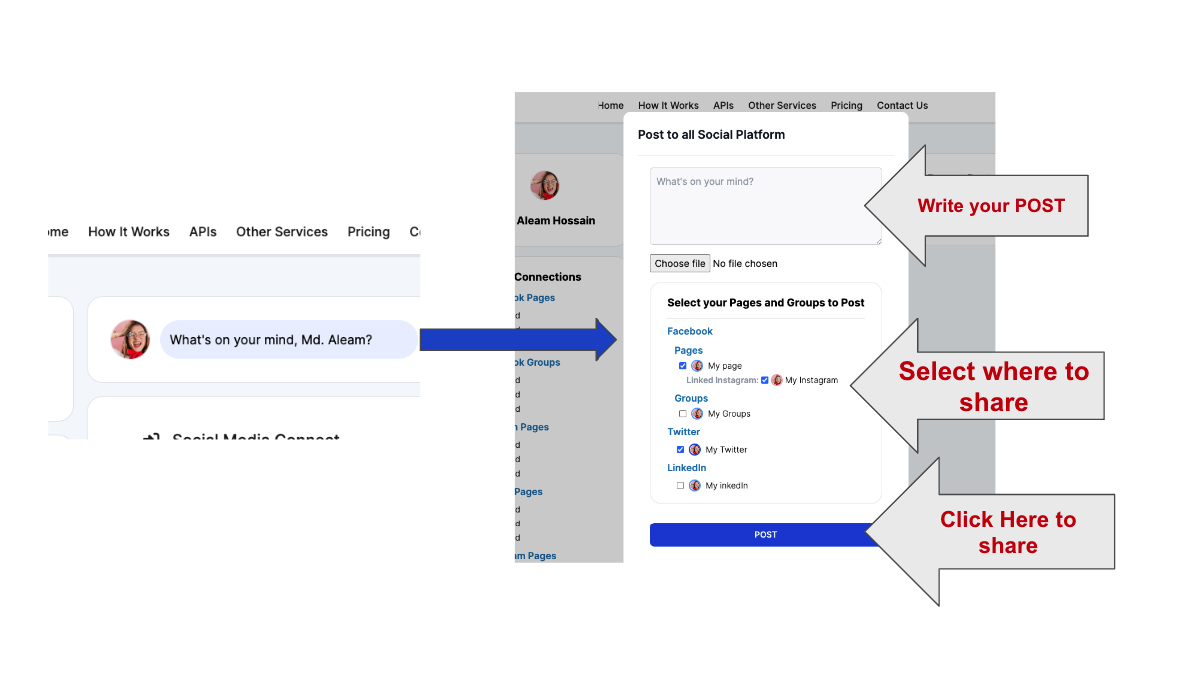 How It Works APIs Other Services Pricing
What's on your mind, Md. Aleam?
Social Media Connect
Home How It Works APIs Other Services Pricing Contact Us
Post to all Social Platform
What's on your mind?
Write your POST
Aleam Hossain
Choose file No file chosen
Connections
Pages
Select your Pages and Groups to Post
Facebook
Pages
My page
Linked Instagram: My Instagram
Groups
My Groups
Twitter
My Twitter
LinkedIn
My inkedIn
Select where to
share
Groups
Pages
Pages
Pages
POST
Click Here to
share